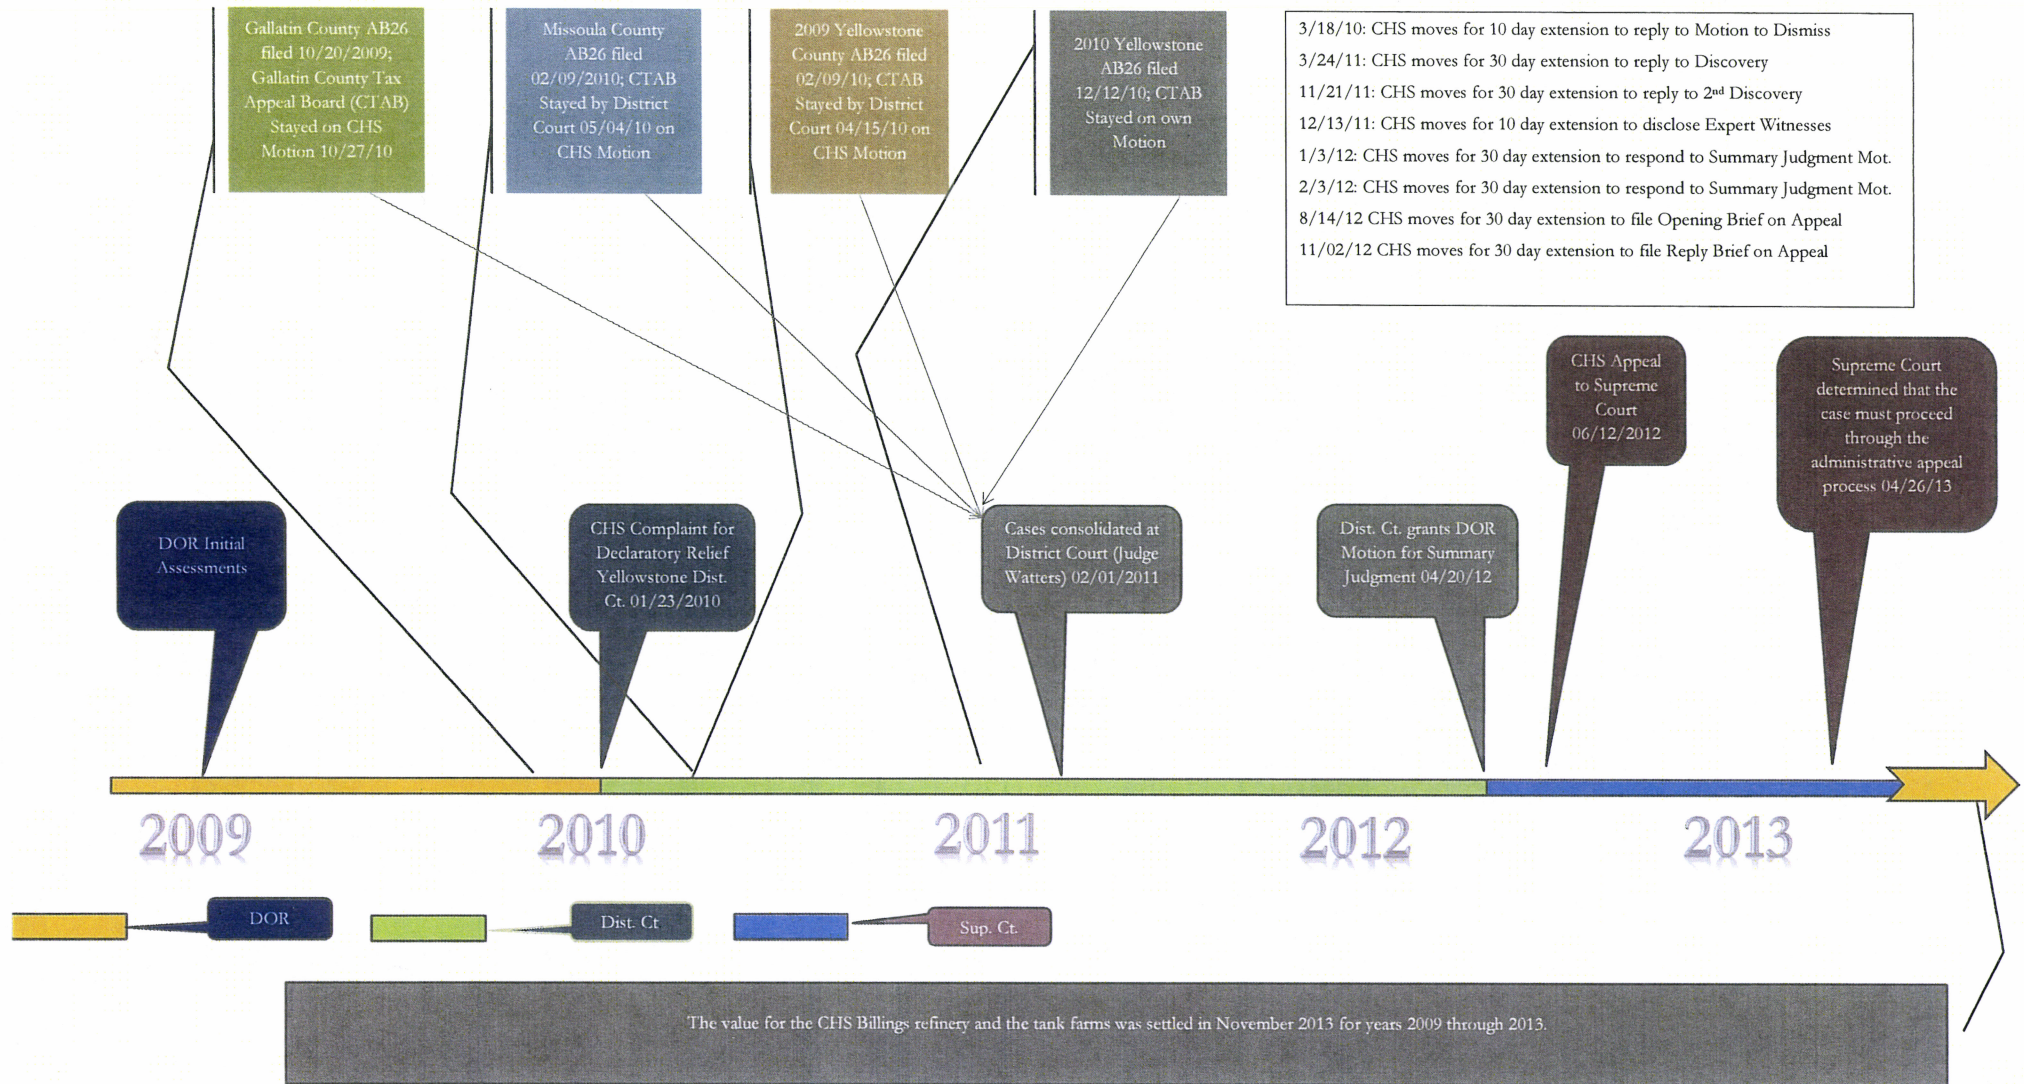 Gallatin County AB26
filed 10/20/2009;
Gallatin County Tax
Appeal Board (CTAB)
Stayed on CHS
Motion 10/27/10
Missoula County
AB26 filed
02/09/2010; CTAB
Stayed by District
Court 05/04/10 on
CHS Motion
2009 Yellowstone
County AB26 filed
02/09/10; CTAB
Stayed by District
Court 04/15/10 on
CHS Motion
2010 Yellowstone
AB26 filed
12/12/10; CTAB
Stayed on own
Motion
3/18/10: CHS moves for 10 day extension to reply to Motion to Dismiss
3/24/11: CHS moves for 30 day extension to reply to Discovery
11/21/11: CHS moves for 30 day extension to reply to 2nd Discovery
12/13/11: CHS moves for 10 day extension to disclose Expert Witnesses
1/3/12: CHS moves for 30 day extension to respond to Summary Judgment Mot.
2/3/12: CHS moves for 30 day extension to respond to Summary Judgment Mot.
8/14/12 CHS moves for 30 day extension to file Opening Brief on Appeal
11/02/12 CHS moves for 30 day extension to file Reply Brief on Appeal
DOR Initial
Assessments
CHS Complaint for
Declaratory Relief
Yellowstone Dist.
Ct. 01/23/2010
Cases consolidated at
District Court (Judge
Watters) 02/01/2011
Dist. Ct. grants DOR
Motion for Summary
Judgment 04/20/12
CHS Appeal
to Supreme
Court
06/12/2012
Supreme Court
determined that the
case must proceed
through the
administrative appeal
process 04/26/13
2009
2010
2011
2012
2013
DOR
Dist. Ct
Sup. Ct.
The value for the CHS Billings refinery and the tank farms was settled in November 2013 for years 2009 through 2013.